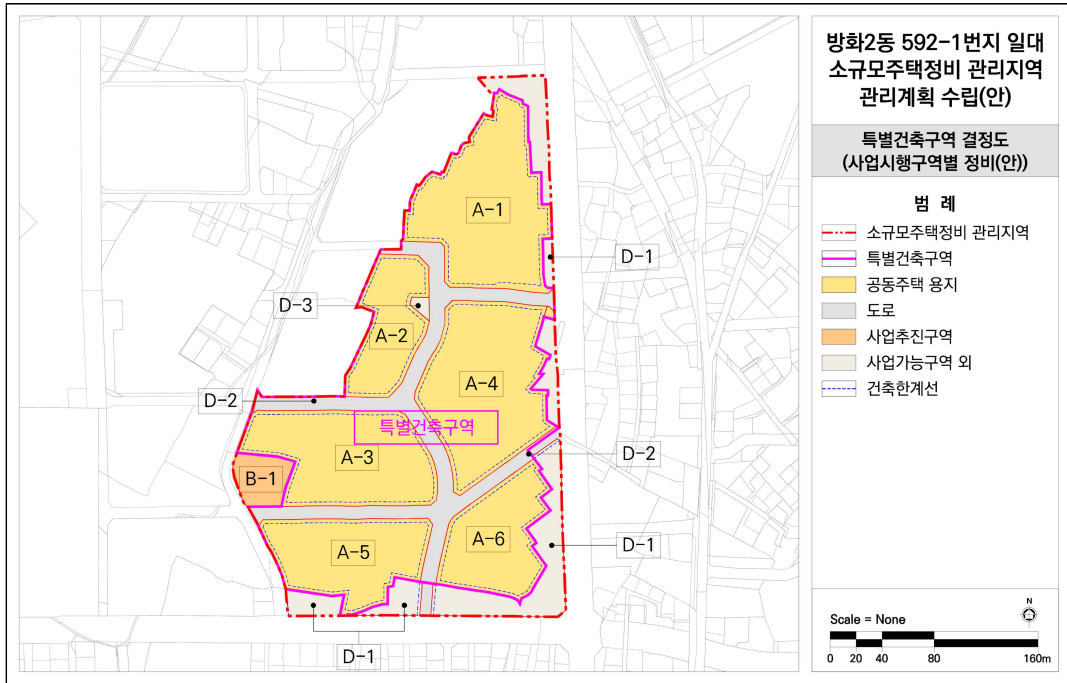 방화2동 592-1번지 일대
소규모주택정비 관리지역
관리계획 수립(안)
특별건축구역 결정도
(사업시행구역별 정비(안))
범 례
소규모주택정비 관리지역
특별건축구역
공동주택 용지
도로
사업추진구역
사업가능구역 외
건축한계선
A-1
D-1
D-3
A-2
A-4
D-2
특별건축구역
A-3
D-2
B-1
A-6
A-5
D-1
D-1
N
Scale = None
0 20 40 80 160m